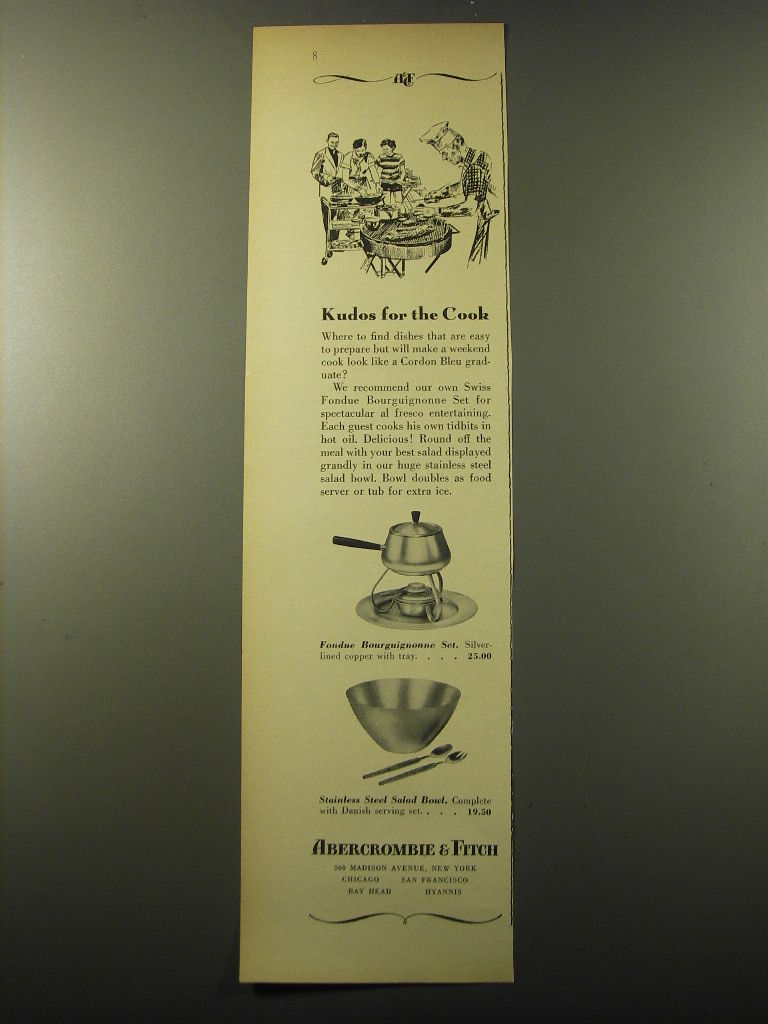 8
A&F
Kudos for the Cook
Where to find dishes that are easy
to prepare but will make a weekend
cook look like a Cordon Bleu grad-
uate?
We recommend our own Swiss
Fondue Bourguignonne Set for
spectacular al fresco entertaining.
Each guest cooks his own tidbits in
hot oil. Delicious! Round off the
meal with your best salad displayed
grandly in our huge stainless steel
salad bowl. Bowl doubles as food
server or tub for extra ice.
Fondue Bourguignonne Set. Silver-
lined copper with tray. . . . 25.00
Stainless Steel Salad Bowl. Complete
with Danish serving set. . . . 19.50
ABERCROMBIE & FITCH
360 MADISON AVENUE, NEW YORK
CHICAGO SAN FRANCISCO
BAY HEAD HYANNIS